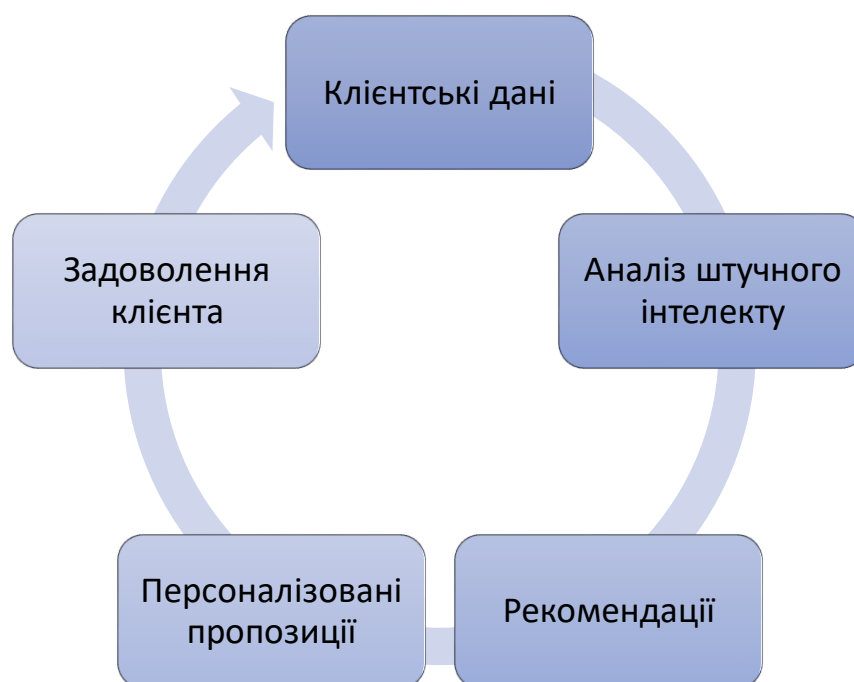 Клієнтські дані
Аналіз штучного
інтелекту
Рекомендації
Персоналізовані
пропозиції
Задоволення
клієнта